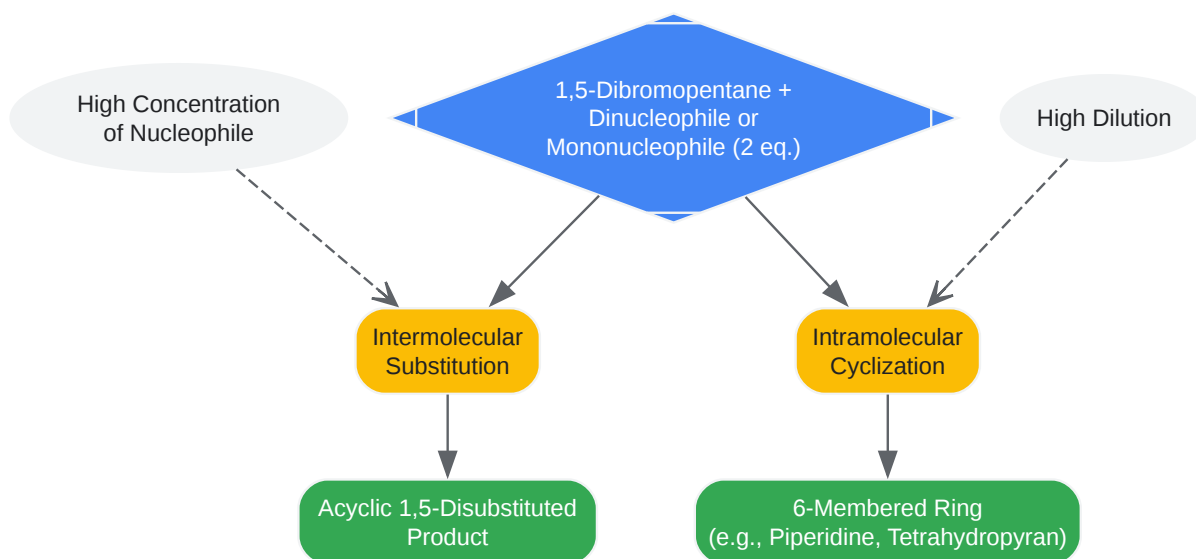 High Concentration
of Nucleophile
1,5-Dibromopentane +
Dinucleophile or
Mononucleophile (2 eq.)
High Dilution
Intermolecular
Substitution
Intramolecular
Cyclization
Acyclic 1,5-Disubstituted
Product
6-Membered Ring
(e.g., Piperidine, Tetrahydropyran)